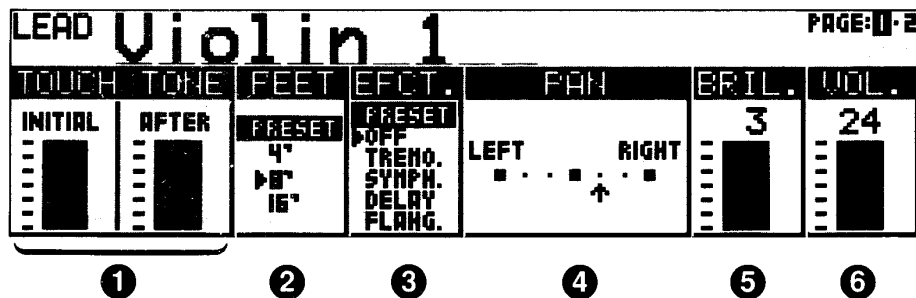 LEAD Violin 1 PAGE:1·2
TOUCH TONE FEET EFCT. PAN BRIL. VOL.
INITIAL AFTER
PRESET
4'
8'
16'
PRESET
OFF
TREMO.
SYMPH.
DELAY
FLANG.
LEFT RIGHT
3
24
1 2 3 4 5 6